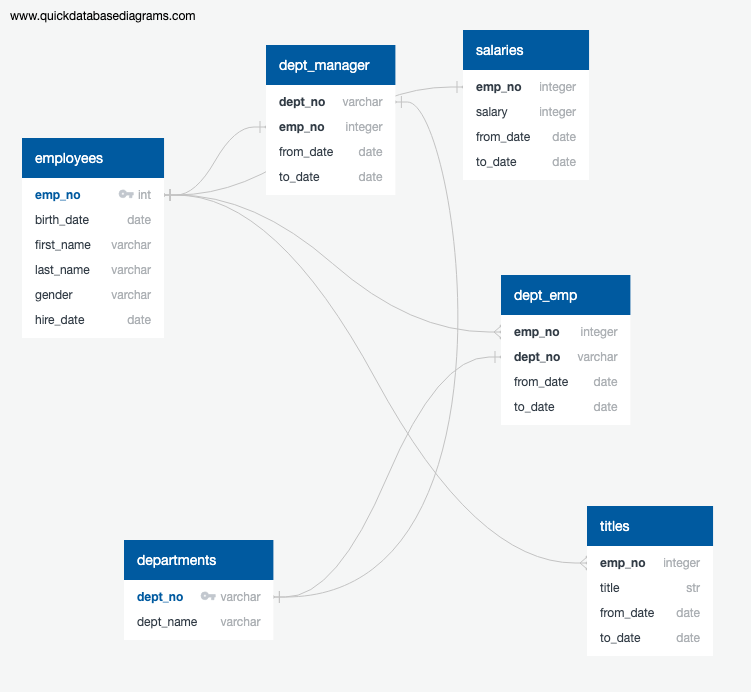 www.quickdatabasediagrams.com
dept_manager
dept_no varchar
emp_no integer
from_date date
to_date date
salaries
emp_no integer
salary integer
from_date date
to_date date
employees
emp_no int
birth_date date
first_name varchar
last_name varchar
gender varchar
hire_date date
dept_emp
emp_no integer
dept_no varchar
from_date date
to_date date
departments
dept_no varchar
dept_name varchar
titles
emp_no integer
title str
from_date date
to_date date